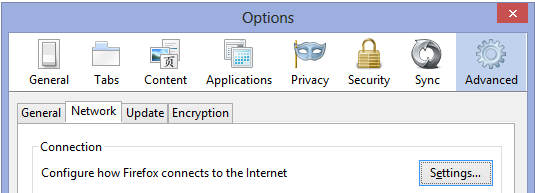 Options
General Tabs Content Applications Privacy Security Sync Advanced
General Network Update Encryption
Connection
Configure how Firefox connects to the Internet Settings...